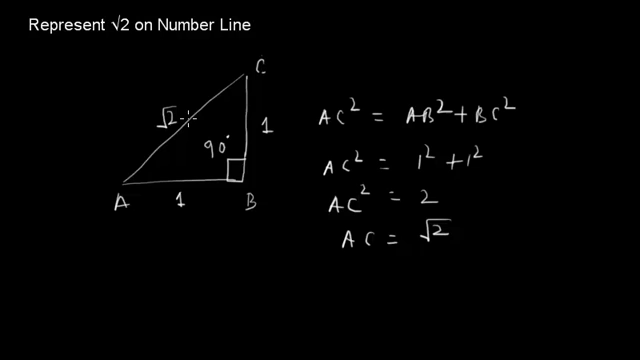 Represent √2 on Number Line
C
√2
1
90°
A
1
B
AC² = AB² + BC²
AC² = 1² + 1²
AC² = 2
AC = √2